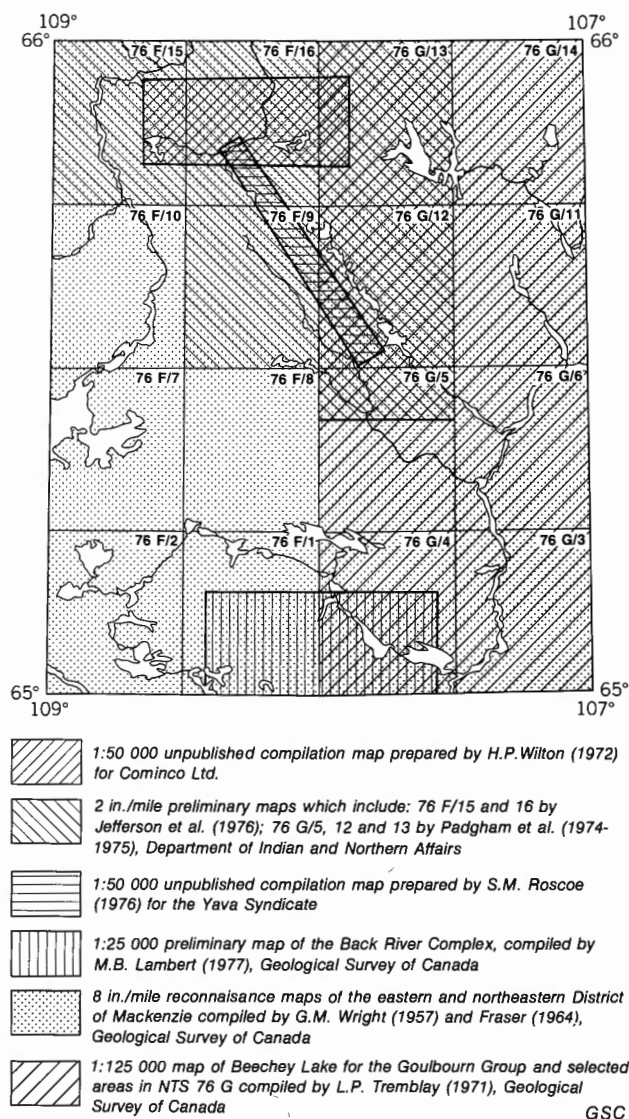 109° 107°
66° 66°
76 F/15 76 F/16 76 G/13 76 G/14
76 F/10 76 F/9 76 G/12 76 G/11
76 F/7 76 F/8 76 G/5 76 G/6
76 F/2 76 F/1 76 G/4 76 G/3
65° 65°
109° 107°
1:50 000 unpublished compilation map prepared by H.P.Wilton (1972)
for Cominco Ltd.
2 in./mile preliminary maps which include: 76 F/15 and 16 by
Jefferson et al. (1976); 76 G/5, 12 and 13 by Padgham et al. (1974-
1975), Department of Indian and Northern Affairs
1:50 000 unpublished compilation map prepared by S.M. Roscoe
(1976) for the Yava Syndicate
1:25 000 preliminary map of the Back River Complex, compiled by
M.B. Lambert (1977), Geological Survey of Canada
8 in./mile reconnaisance maps of the eastern and northeastern District
of Mackenzie compiled by G.M. Wright (1957) and Fraser (1964),
Geological Survey of Canada
1:125 000 map of Beechey Lake for the Goulbourn Group and selected
areas in NTS 76 G compiled by L.P. Tremblay (1971), Geological
Survey of Canada
GSC